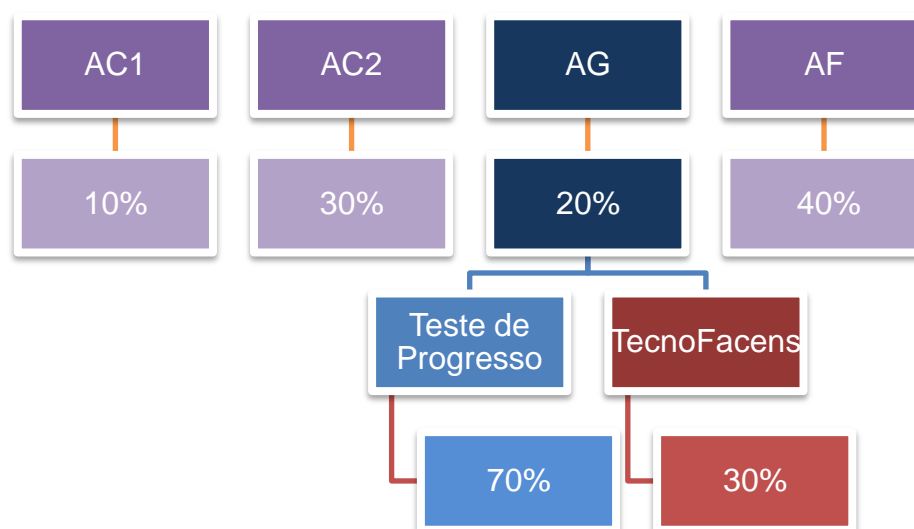 AC1
AC2
AG
AF
10%
30%
20%
40%
Teste de
Progresso
TecnoFacens
70%
30%